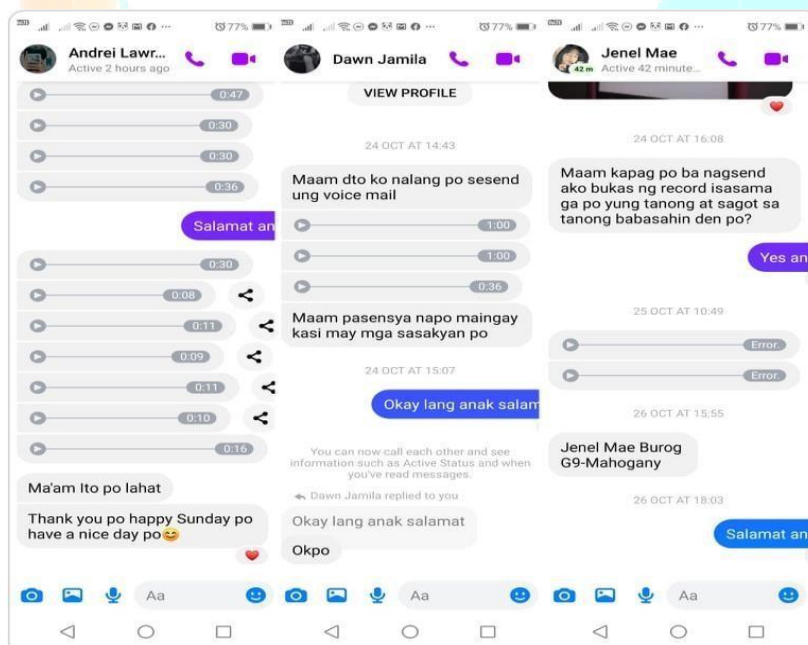 77%
Andrei Lawr...
Active 2 hours ago
0:47
0:30
0:30
0:36
Salamat an
0:30
0:08
0:11
0:09
0:11
0:10
0:16
Ma'am Ito po lahat
Thank you po happy Sunday po
have a nice day po😊
Aa
77%
Dawn Jamila
VIEW PROFILE
24 OCT AT 14:43
Maam dto ko nalang po sesend
ung voice mail
1:00
1:00
0:36
Maam pasensya napo maingay
kasi may mga sasakyan po
24 OCT AT 15:07
Okay lang anak salam
You can now call each other and see
information such as Active Status and when
you've read messages.
Dawn Jamila replied to you
Okay lang anak salamat
Okpo
Aa
77%
Jenel Mae
42 m
Active 42 minute...
24 OCT AT 16:08
Maam kapag po ba nagsend
ako bukas ng record isasama
ga po yung tanong at sagot sa
tanong babasahin den po?
Yes an
25 OCT AT 10:49
Error.
Error.
26 OCT AT 15:55
Jenel Mae Burog
G9-Mahogany
26 OCT AT 18:03
Salamat an
Aa